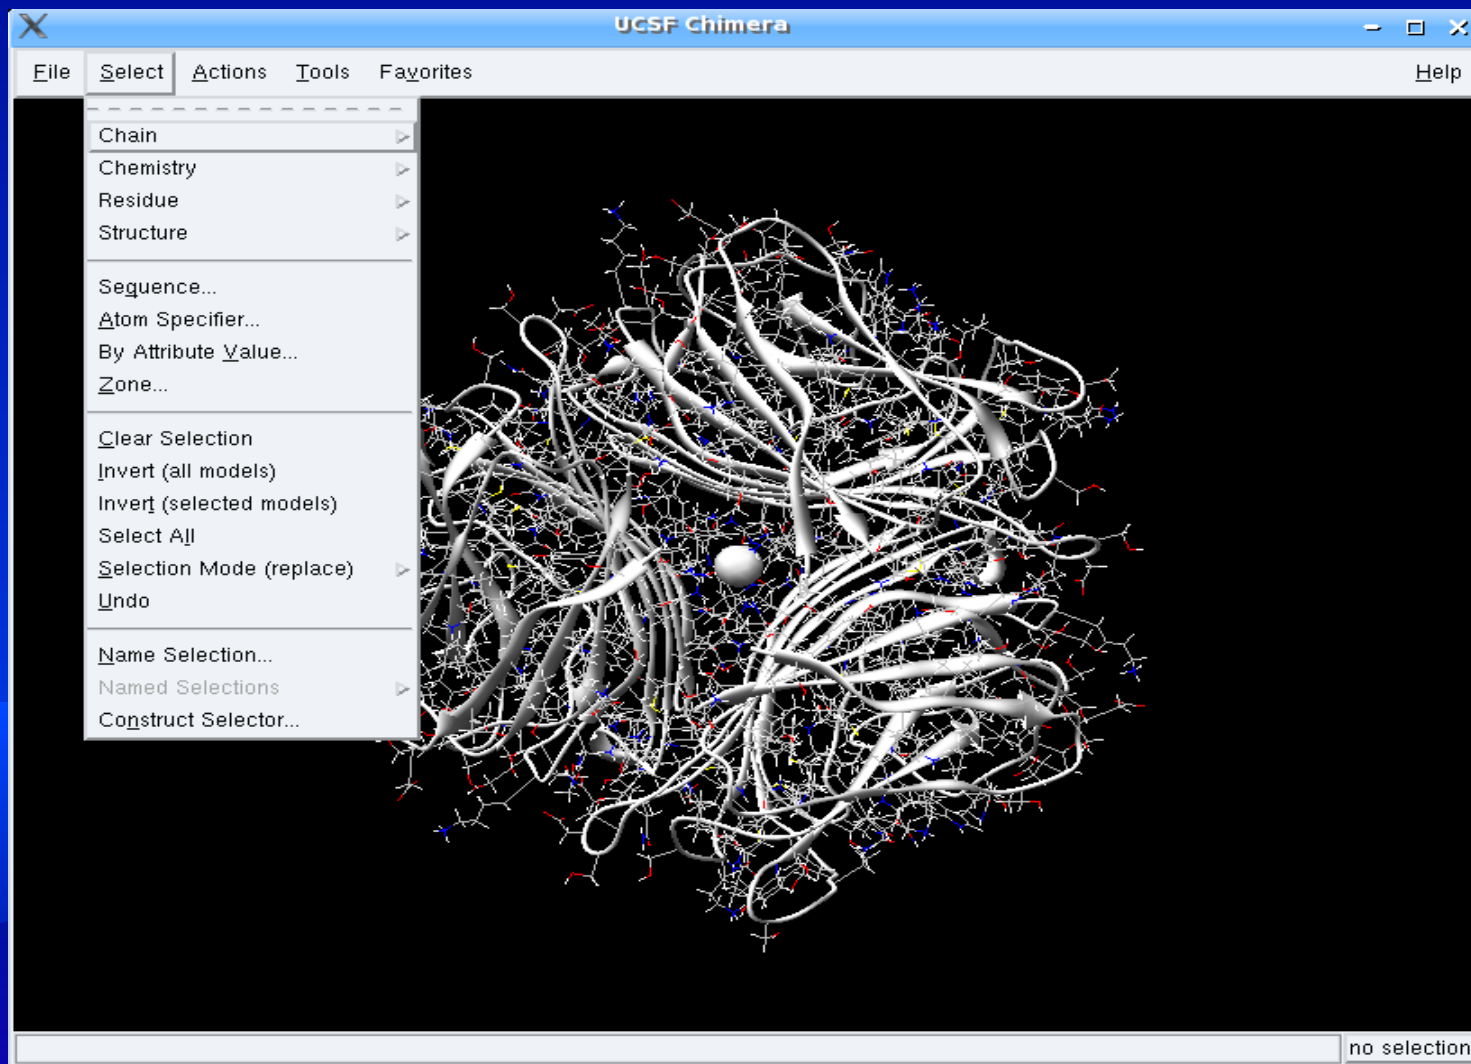 UCSF Chimera
File Select Actions Tools Favorites Help
Chain
Chemistry
Residue
Structure
Sequence...
Atom Specifier...
By Attribute Value...
Zone...
Clear Selection
Invert (all models)
Invert (selected models)
Select All
Selection Mode (replace)
Undo
Name Selection...
Named Selections
Construct Selector...
no selection